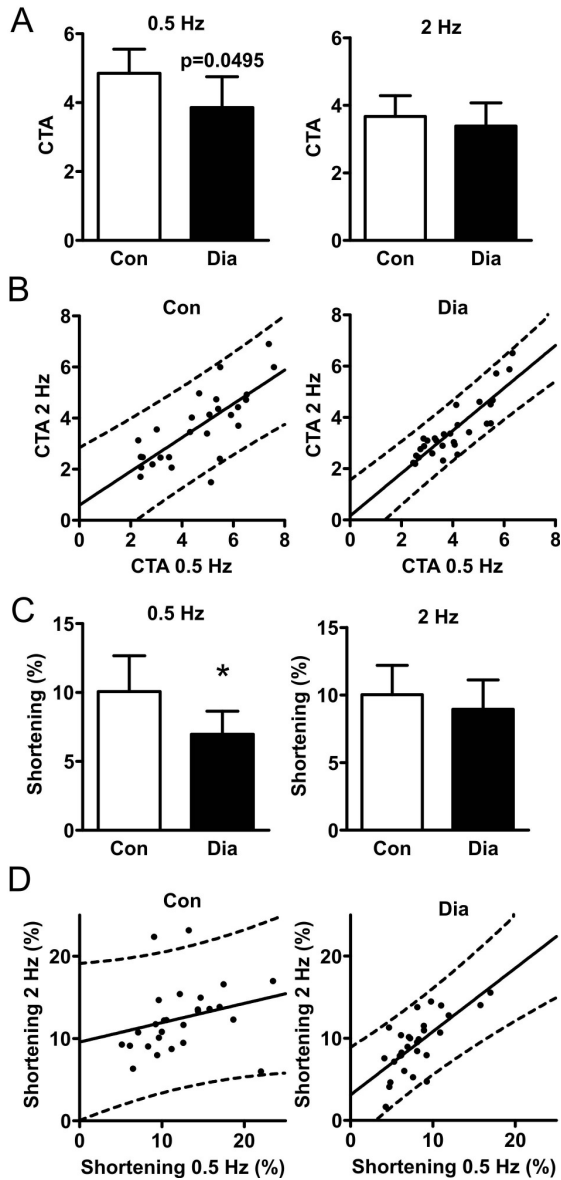 A
0.5 Hz
2 Hz
p=0.0495
CTA
6
4
2
0
Con
Dia
CTA
6
4
2
0
Con
Dia
B
Con
Dia
CTA 2 Hz
8
6
4
2
0
0 2 4 6 8
CTA 0.5 Hz
CTA 2 Hz
8
6
4
2
0
0 2 4 6 8
CTA 0.5 Hz
C
0.5 Hz
2 Hz
Shortening (%)
15
10
5
0
*
Con
Dia
Shortening (%)
15
10
5
0
Con
Dia
D
Con
Dia
Shortening 2 Hz (%)
20
10
0
0 10 20
Shortening 0.5 Hz (%)
Shortening 2 Hz (%)
20
10
0
0 10 20
Shortening 0.5 Hz (%)